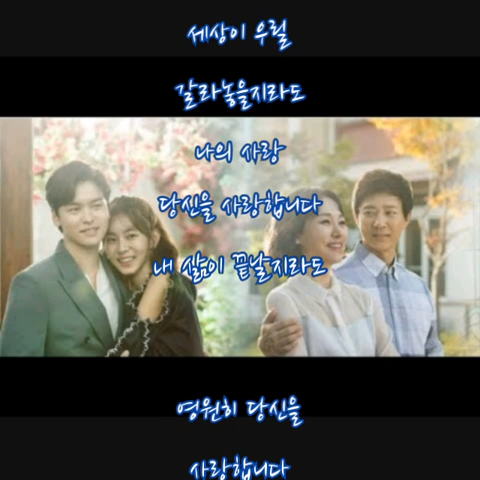 세상이 우릴
갈라놓을지라도
나의 사랑
당신을 사랑합니다
내 삶이 끝날지라도
영원히 당신을
사랑합니다